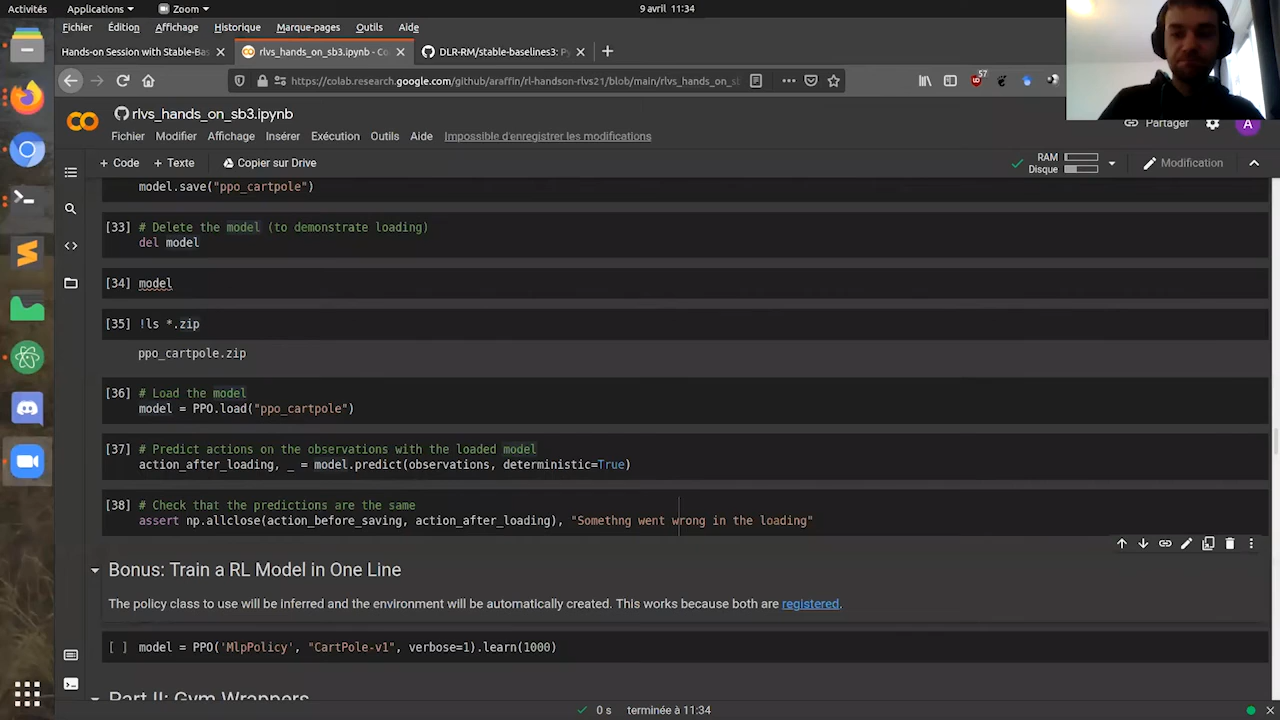 Activités Applications Zoom 9 avril 11:34
Fichier Édition Affichage Historique Marque-pages Outils Aide
Hands-on Session with Stable-Bas rlvs_hands_on_sb3.ipynb - Co DLR-RM/stable-baselines3: Py
https://colab.research.google.com/github/araffin/rl-handson-rlvs21/blob/main/rlvs_hands_on_sb 57
rlvs_hands_on_sb3.ipynb
Partager A
Fichier Modifier Affichage Insérer Exécution Outils Aide Impossible d'enregistrer les modifications
+ Code + Texte Copier sur Drive RAM Disque Modification
model.save("ppo_cartpole")
[33] # Delete the model (to demonstrate loading)
del model
[34] model
[35] !ls *.zip
ppo_cartpole.zip
[36] # Load the model
model = PPO.load("ppo_cartpole")
[37] # Predict actions on the observations with the loaded model
action_after_loading, _ = model.predict(observations, deterministic=True)
[38] # Check that the predictions are the same
assert np.allclose(action_before_saving, action_after_loading), "Somethng went wrong in the loading"
Bonus: Train a RL Model in One Line
The policy class to use will be inferred and the environment will be automatically created. This works because both are registered.
[ ] model = PPO('MlpPolicy', "CartPole-v1", verbose=1).learn(1000)
Part II: Gym Wrappers
0 s terminée à 11:34